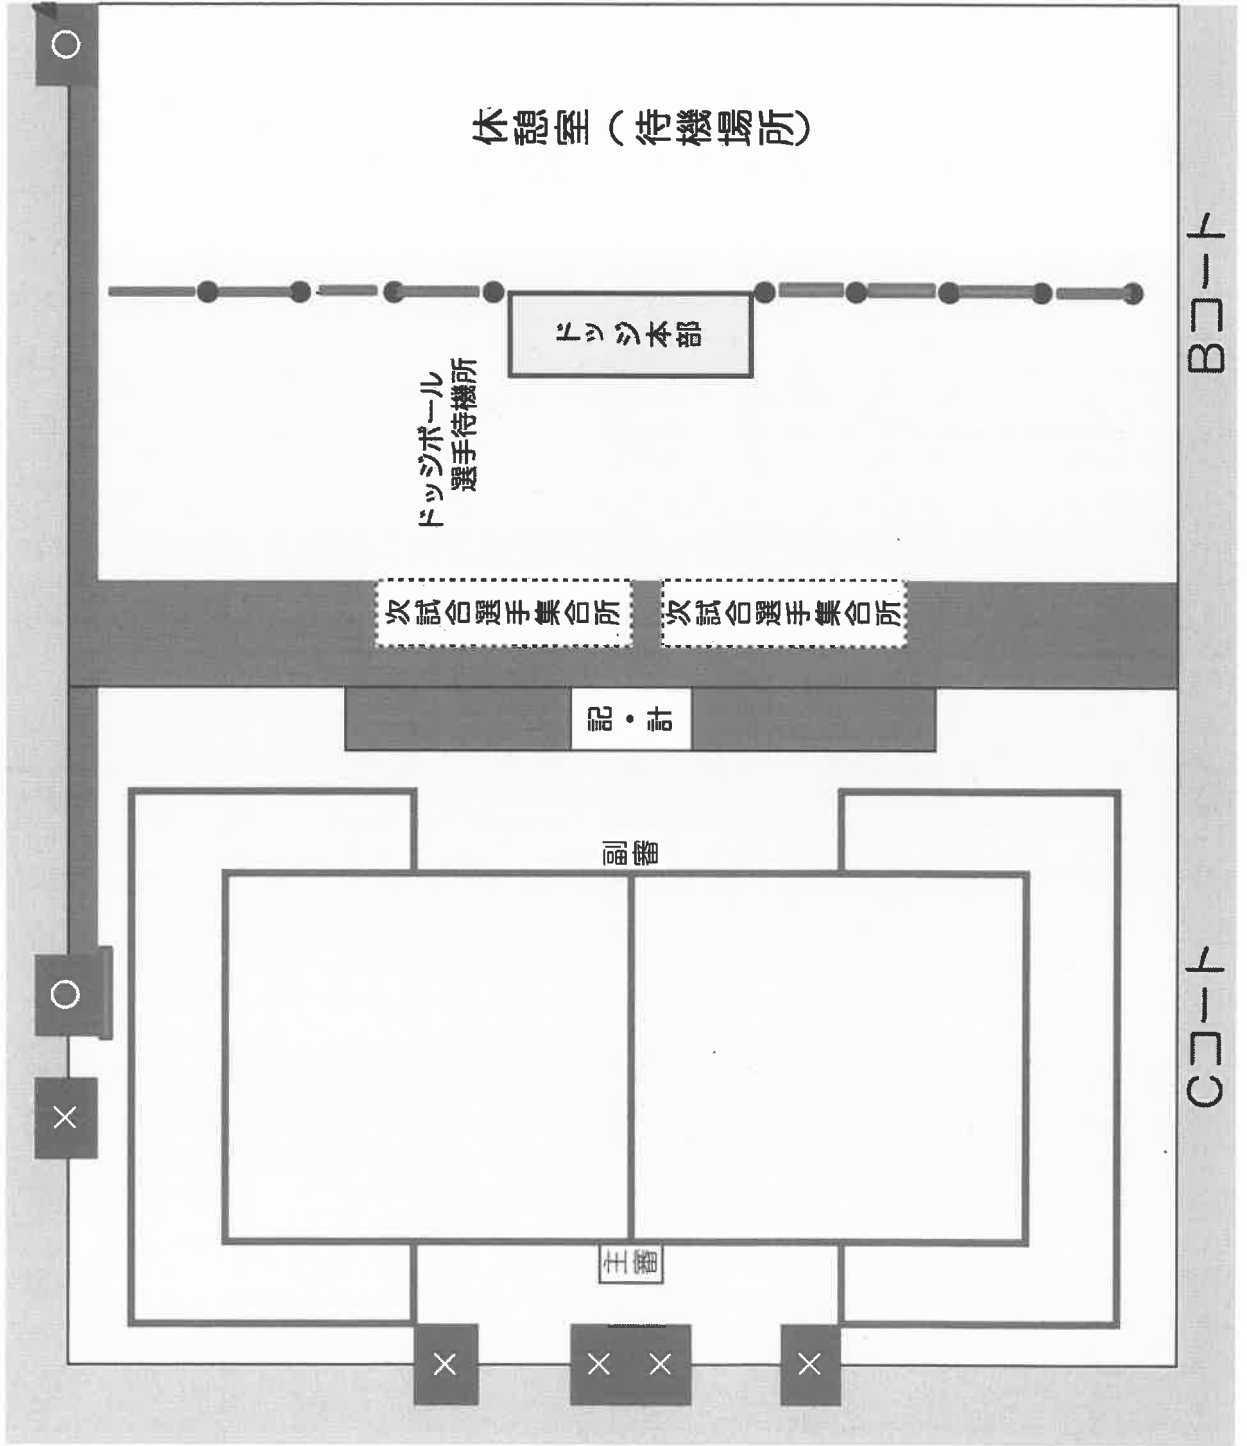 ○
休憩室(待機場所)
ドッジ本部
ドッジボール
選手待機所
次試合選手集合所
次試合選手集合所
記・計
副審
○
×
主審
×
×
×
×
Bコート
Cコート